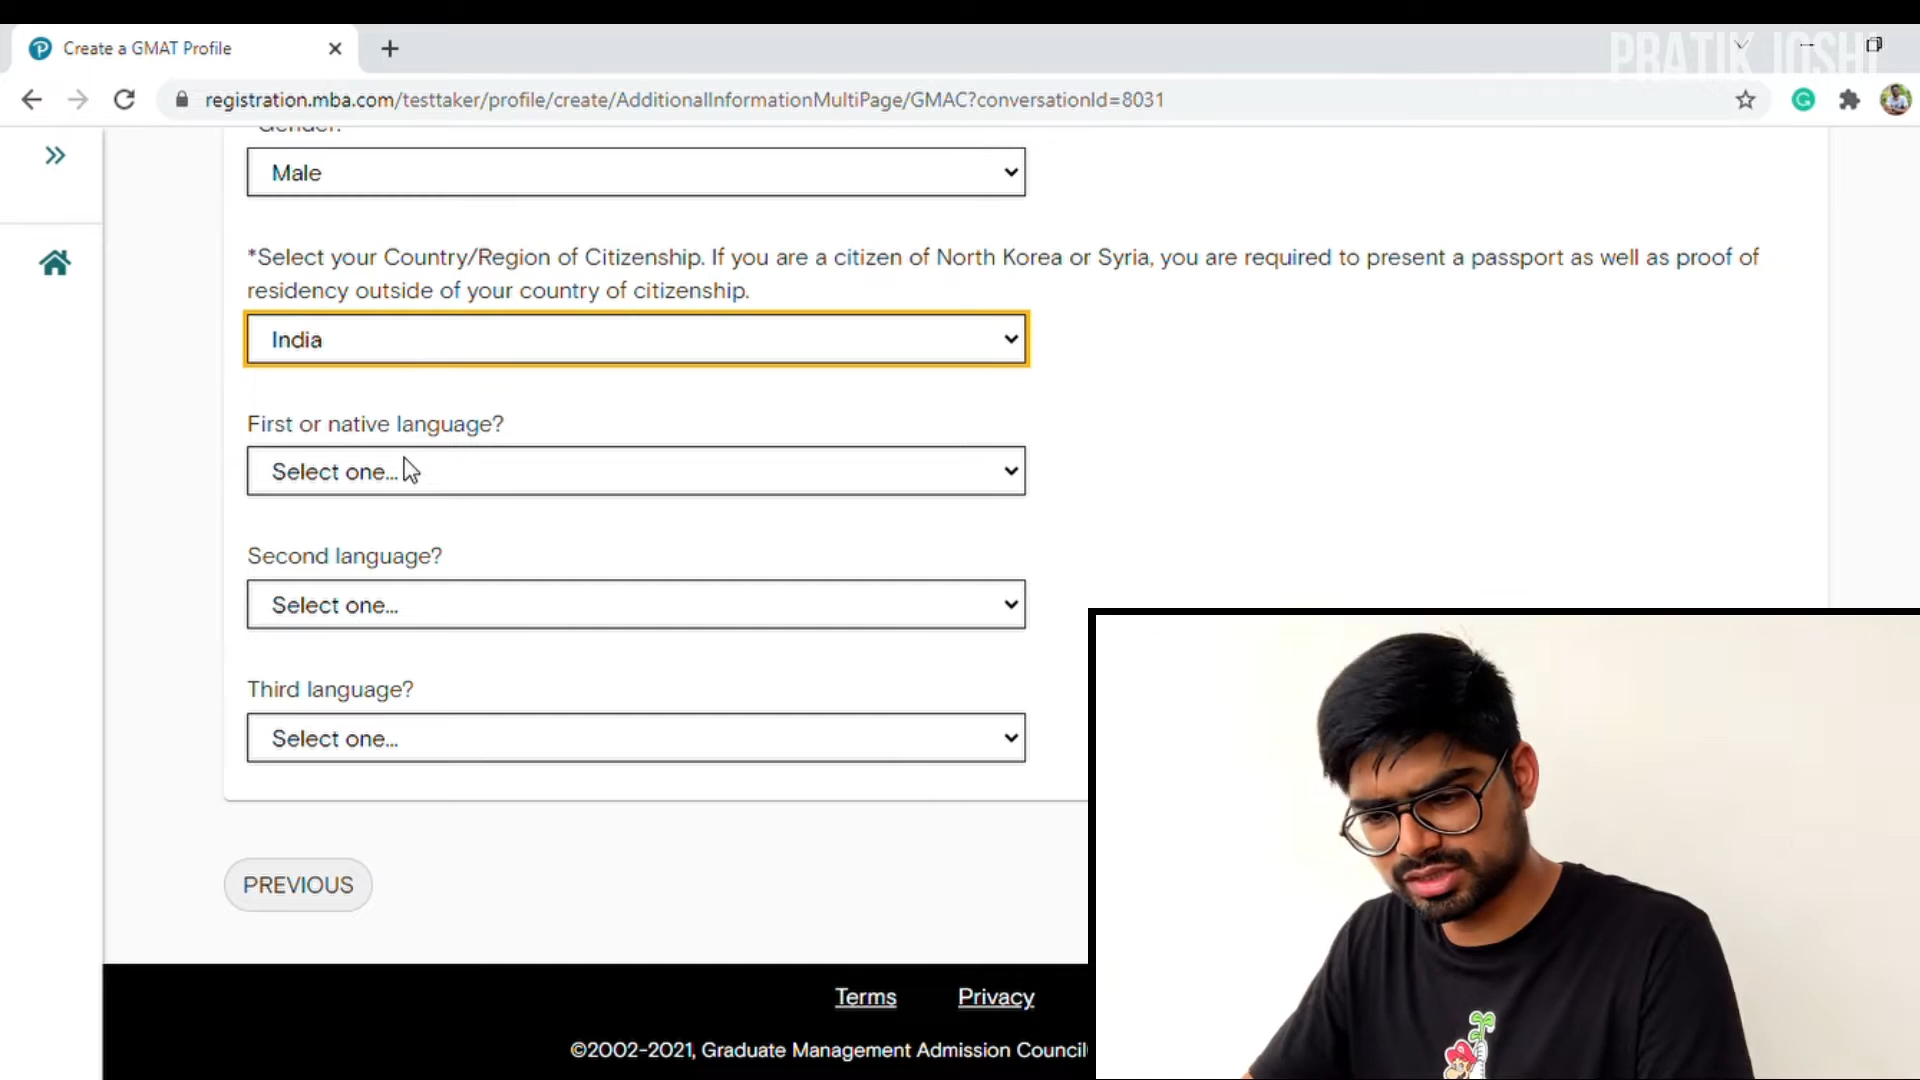 Create a GMAT Profile
PRATIK JOSHI
registration.mba.com/testtaker/profile/create/AdditionalInformationMultiPage/GMAC?conversationId=8031
Gender:
Male
*Select your Country/Region of Citizenship. If you are a citizen of North Korea or Syria, you are required to present a passport as well as proof of
residency outside of your country of citizenship.
India
First or native language?
Select one...
Second language?
Select one...
Third language?
Select one...
PREVIOUS
Terms
Privacy
©2002-2021, Graduate Management Admission Council